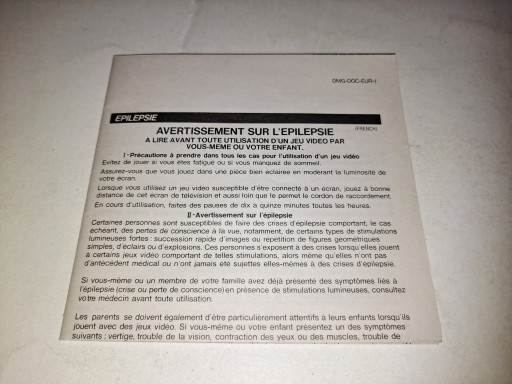 DMG-DOC-EUR-1
EPILEPSIE
AVERTISSEMENT SUR L'EPILEPSIE
(FRENCH)
A LIRE AVANT TOUTE UTILISATION D'UN JEU VIDEO PAR
VOUS-MEME OU VOTRE ENFANT.
I - Précautions à prendre dans tous les cas pour l'utilisation d'un jeu vidéo
Evitez de jouer si vous êtes fatigué ou si vous manquez de sommeil.
Assurez-vous que vous jouez dans une pièce bien éclairée en modérant la luminosité de
votre écran.
Lorsque vous utilisez un jeu vidéo susceptible d'être connecté à un écran, jouez à bonne
distance de cet écran de télévision et aussi loin que le permet le cordon de raccordement.
En cours d'utilisation, faites des pauses de dix à quinze minutes toutes les heures.
II - Avertissement sur l'épilepsie
Certaines personnes sont susceptibles de faire des crises d'épilepsie comportant, le cas
échéant, des pertes de conscience à la vue, notamment, de certains types de stimulations
lumineuses fortes : succession rapide d'images ou répétition de figures géométriques
simples, d'éclairs ou d'explosions. Ces personnes s'exposent à des crises lorsqu'elles jouent
à certains jeux vidéo comportant de telles stimulations, alors même qu'elles n'ont pas
d'antécédent médical ou n'ont jamais été sujettes elles-mêmes à des crises d'épilepsie.
Si vous-même ou un membre de votre famille avez déjà présenté des symptômes liés à
l'épilepsie (crise ou perte de conscience) en présence de stimulations lumineuses, consultez
votre médecin avant toute utilisation.
Les parents se doivent également d'être particulièrement attentifs à leurs enfants lorsqu'ils
jouent avec des jeux vidéo. Si vous-même ou votre enfant présentez un des symptômes
suivants : vertige, trouble de la vision, contraction des yeux ou des muscles, trouble de